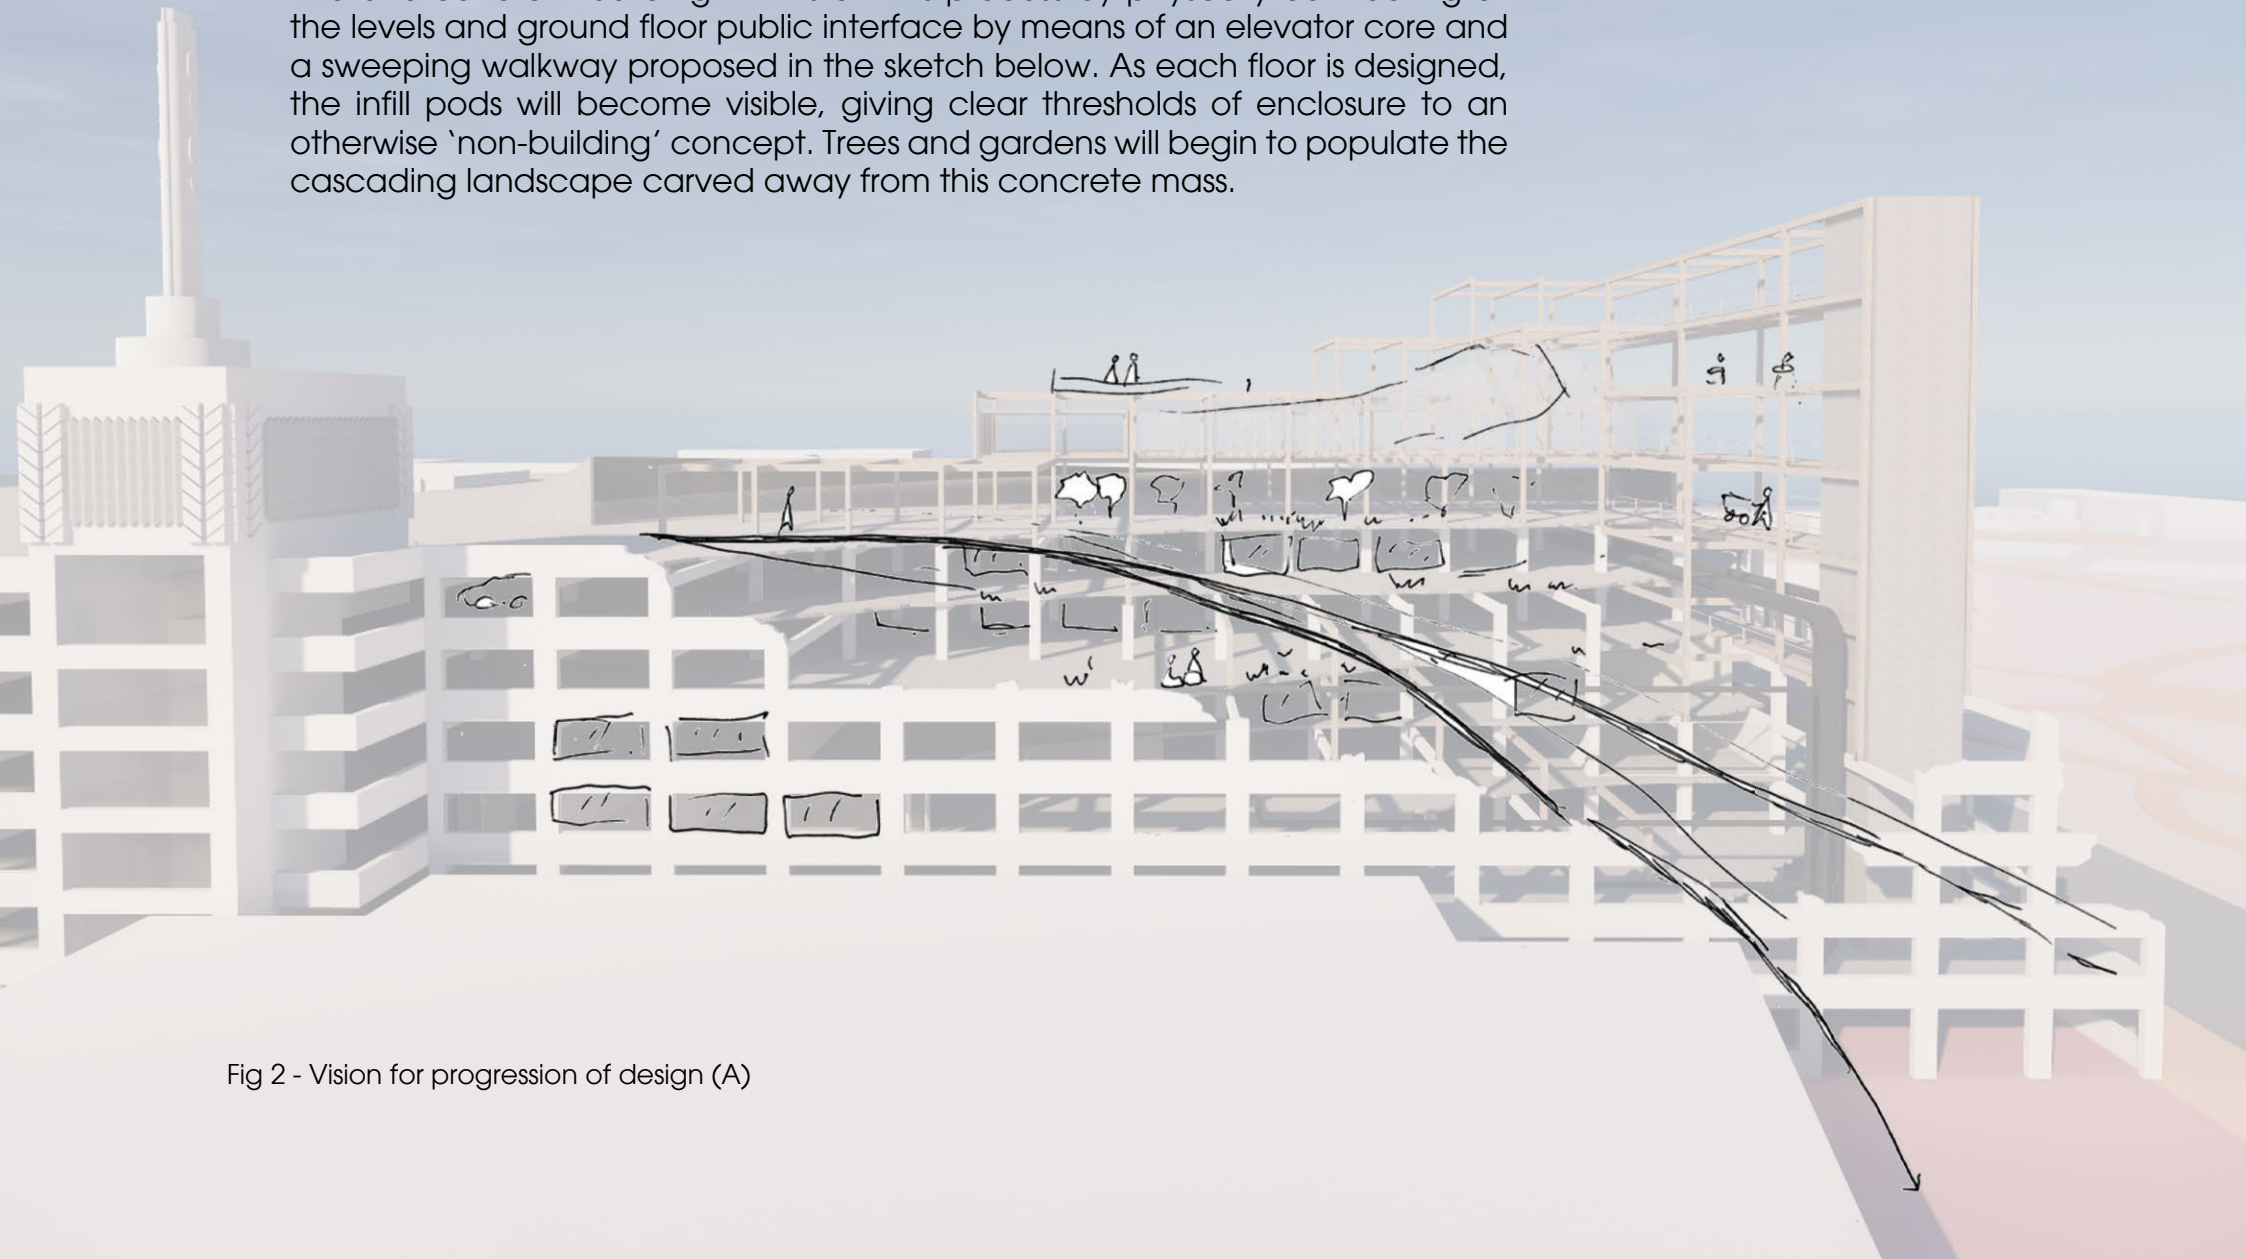 the levels and ground floor public interface by means of an elevator core and
a sweeping walkway proposed in the sketch below. As each floor is designed,
the infill pods will become visible, giving clear thresholds of enclosure to an
otherwise ‘non-building’ concept. Trees and gardens will begin to populate the
cascading landscape carved away from this concrete mass.
Fig 2 - Vision for progression of design (A)